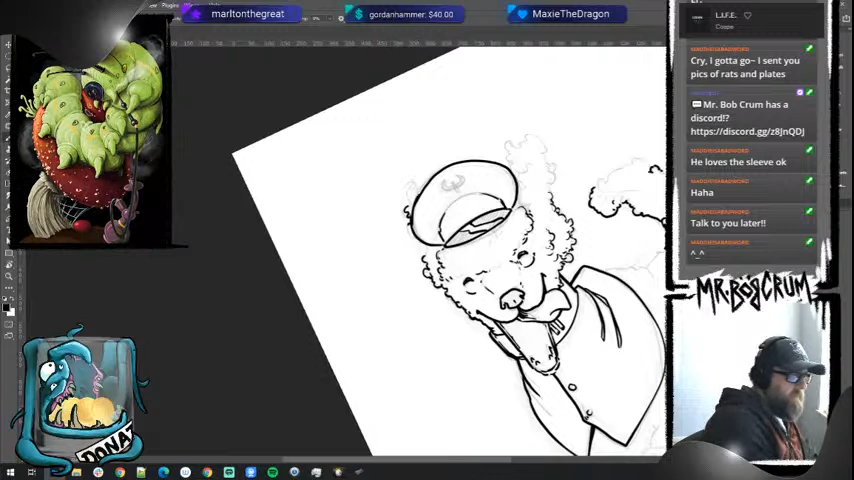 marltonthegreat
gordanhammer: $40.00
MaxieTheDragon
L.I.F.E.
Coope
Cry, I gotta go~ I sent you
pics of rats and plates
Mr. Bob Crum has a
discord!?
https://discord.gg/z8JnQDJ
He loves the sleeve ok
Haha
Talk to you later!!
^_^
MR.BOBCRUM
DONAT